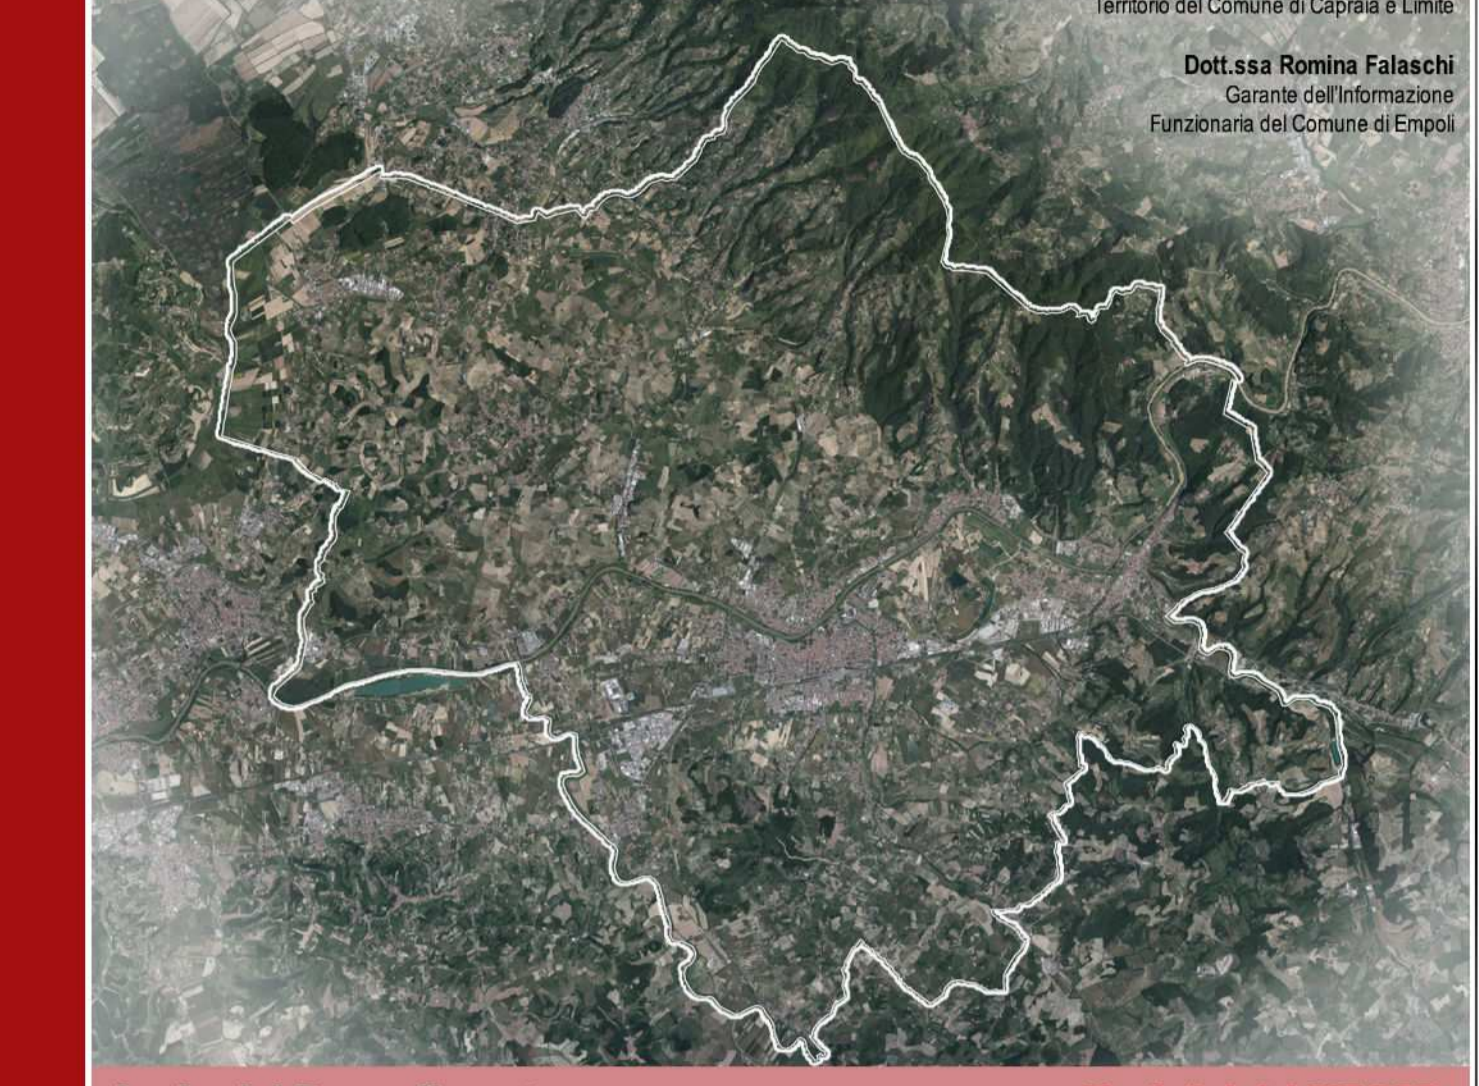 Territorio del Comune di Capraia e Limite
Dott.ssa Romina Falaschi
Garante dell'Informazione
Funzionaria del Comune di Empoli